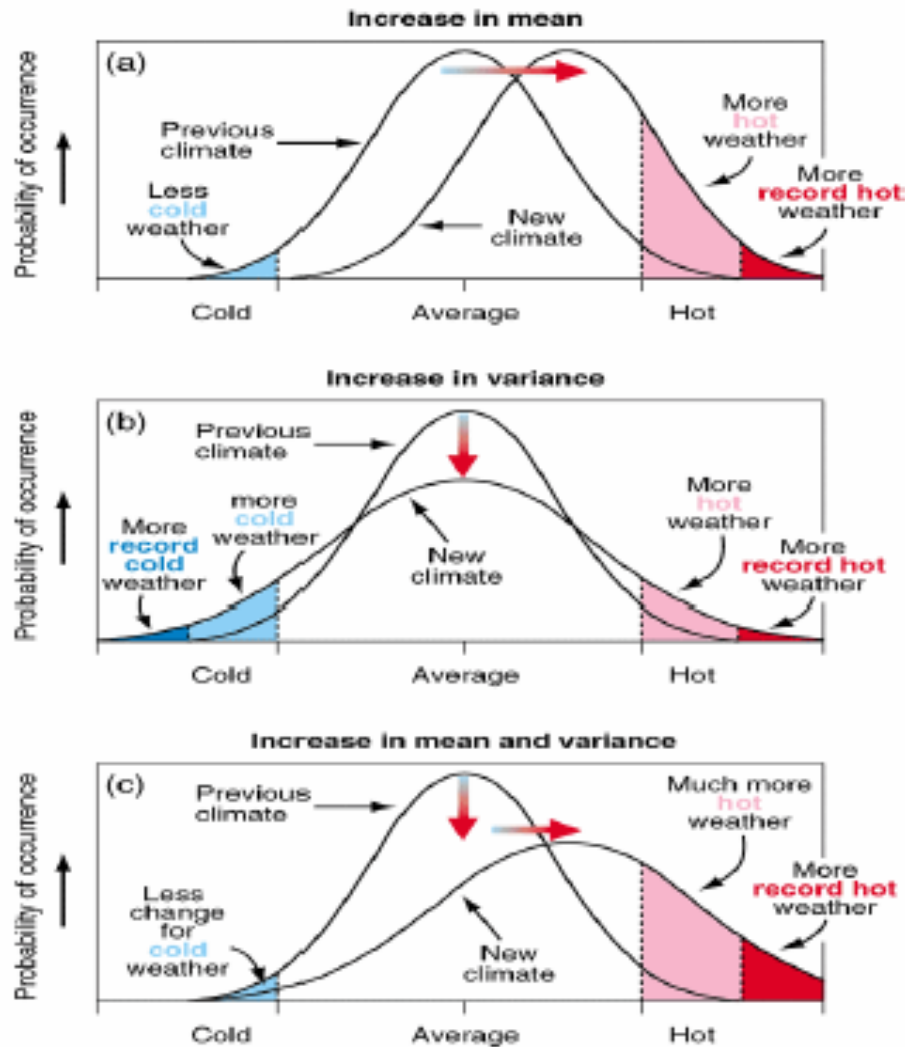 Increase in mean
(a)
Probability of occurrence
Previous
climate
Less
cold
weather
New
climate
More
hot
weather
More
record hot
weather
Cold
Average
Hot
Increase in variance
(b)
Probability of occurrence
Previous
climate
more
cold
weather
More
record
cold
weather
New
climate
More
hot
weather
More
record hot
weather
Cold
Average
Hot
Increase in mean and variance
(c)
Probability of occurrence
Previous
climate
Less
change
for
cold
weather
New
climate
Much more
hot
weather
More
record hot
weather
Cold
Average
Hot